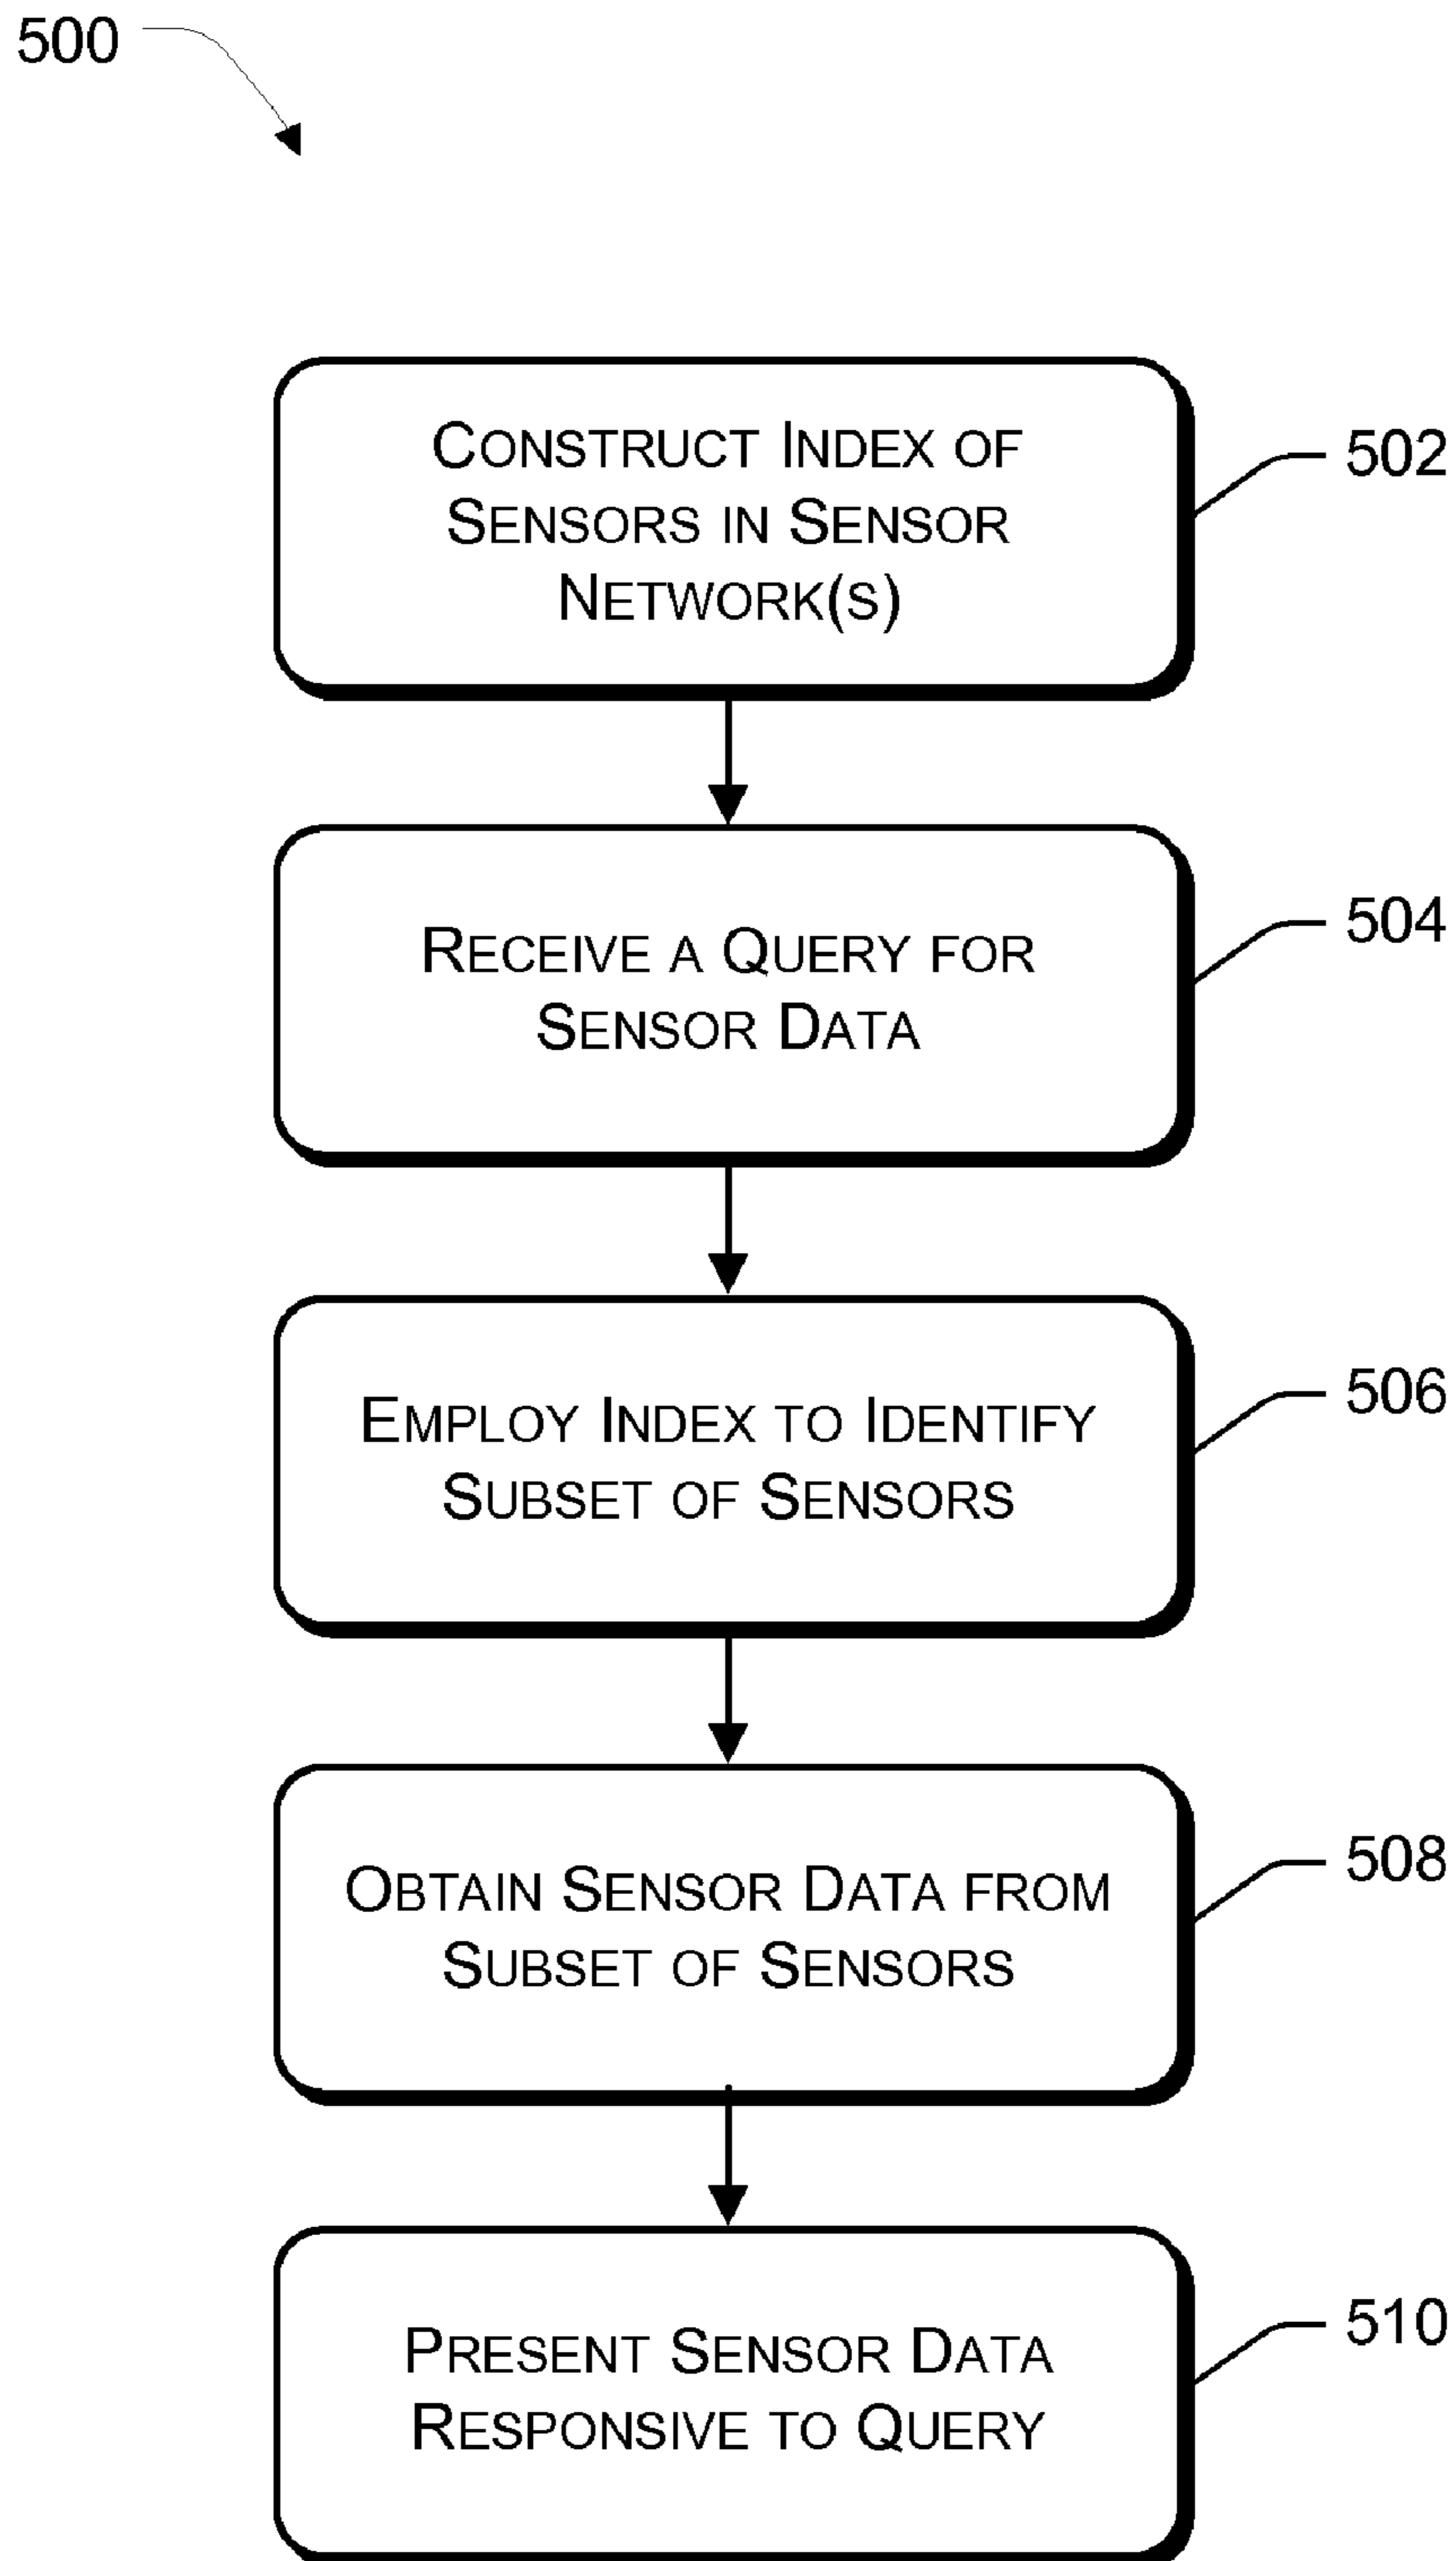 500
CONSTRUCT INDEX OF
SENSORS IN SENSOR
NETWORK(S)
502
RECEIVE A QUERY FOR
SENSOR DATA
504
EMPLOY INDEX TO IDENTIFY
SUBSET OF SENSORS
506
OBTAIN SENSOR DATA FROM
SUBSET OF SENSORS
508
PRESENT SENSOR DATA
RESPONSIVE TO QUERY
510